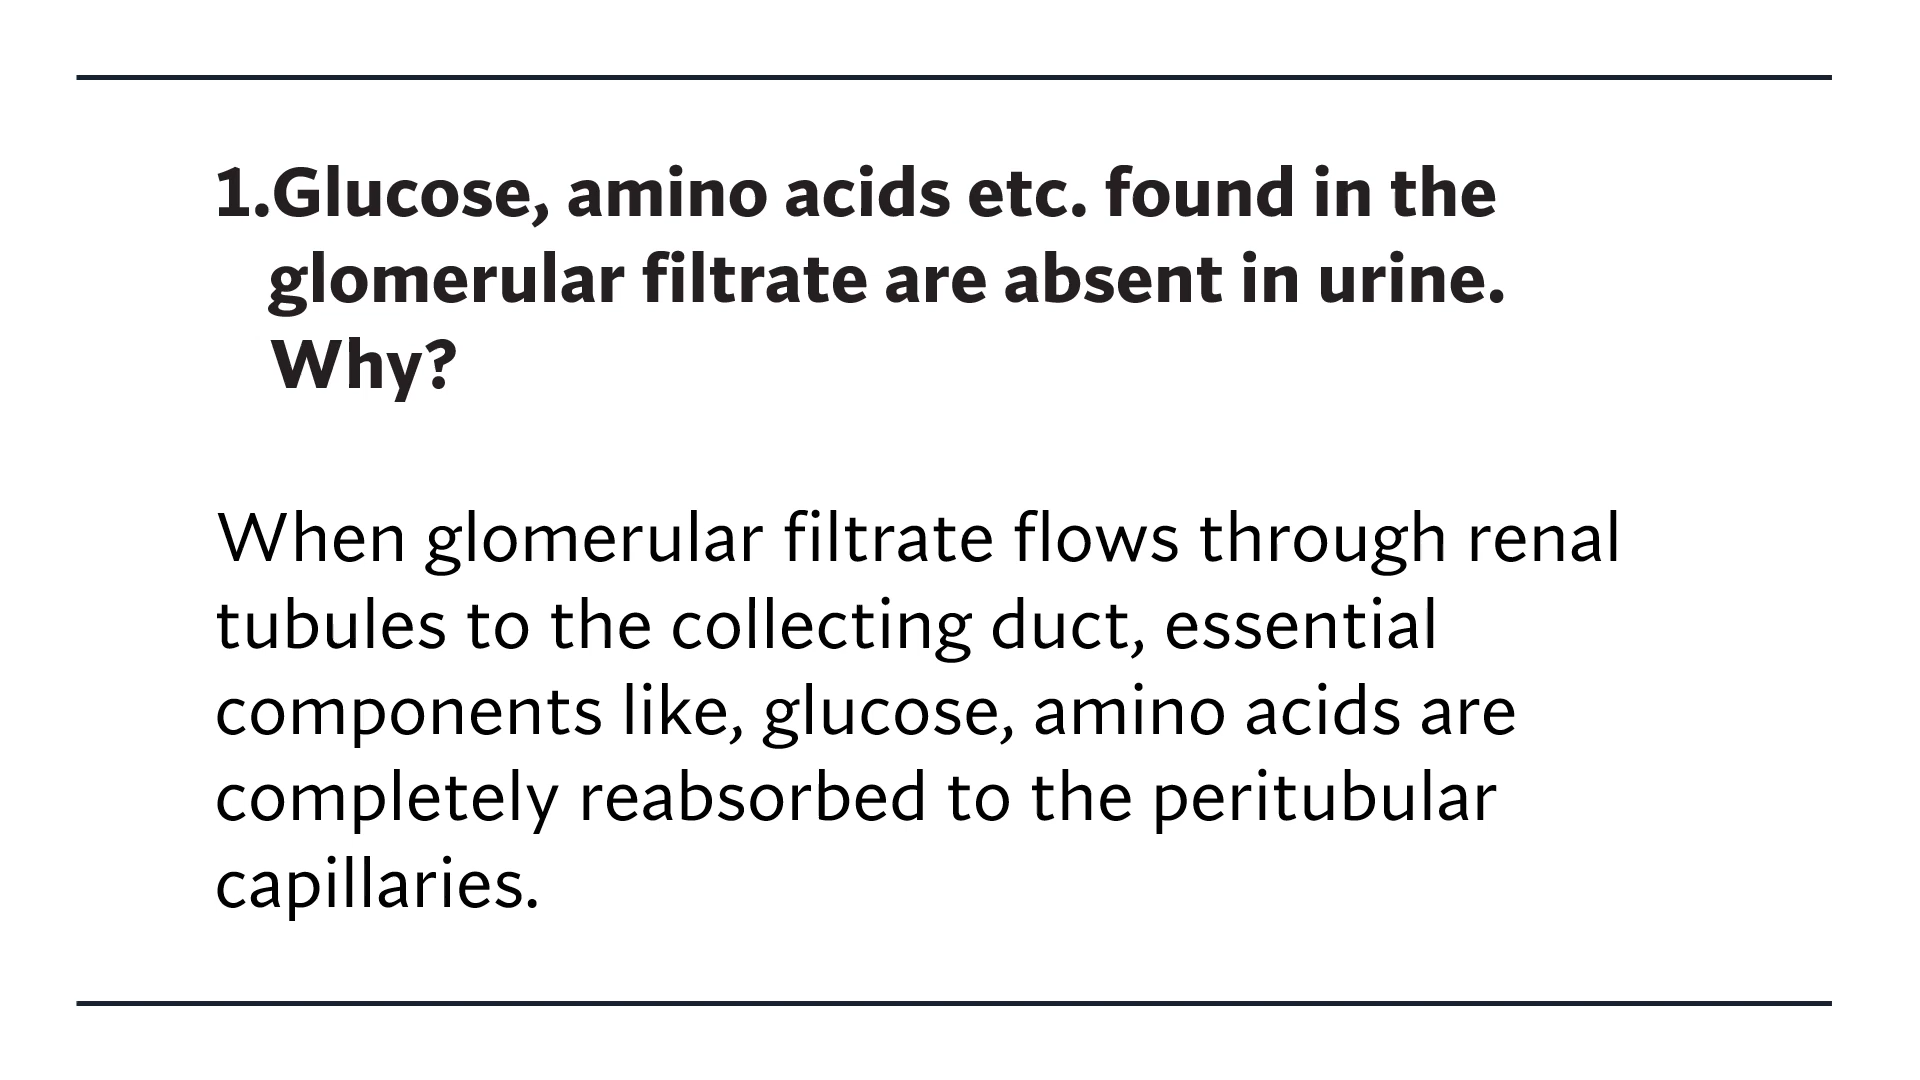 1.Glucose, amino acids etc. found in the
glomerular filtrate are absent in urine.
Why?
When glomerular filtrate flows through renal
tubules to the collecting duct, essential
components like, glucose, amino acids are
completely reabsorbed to the peritubular
capillaries.